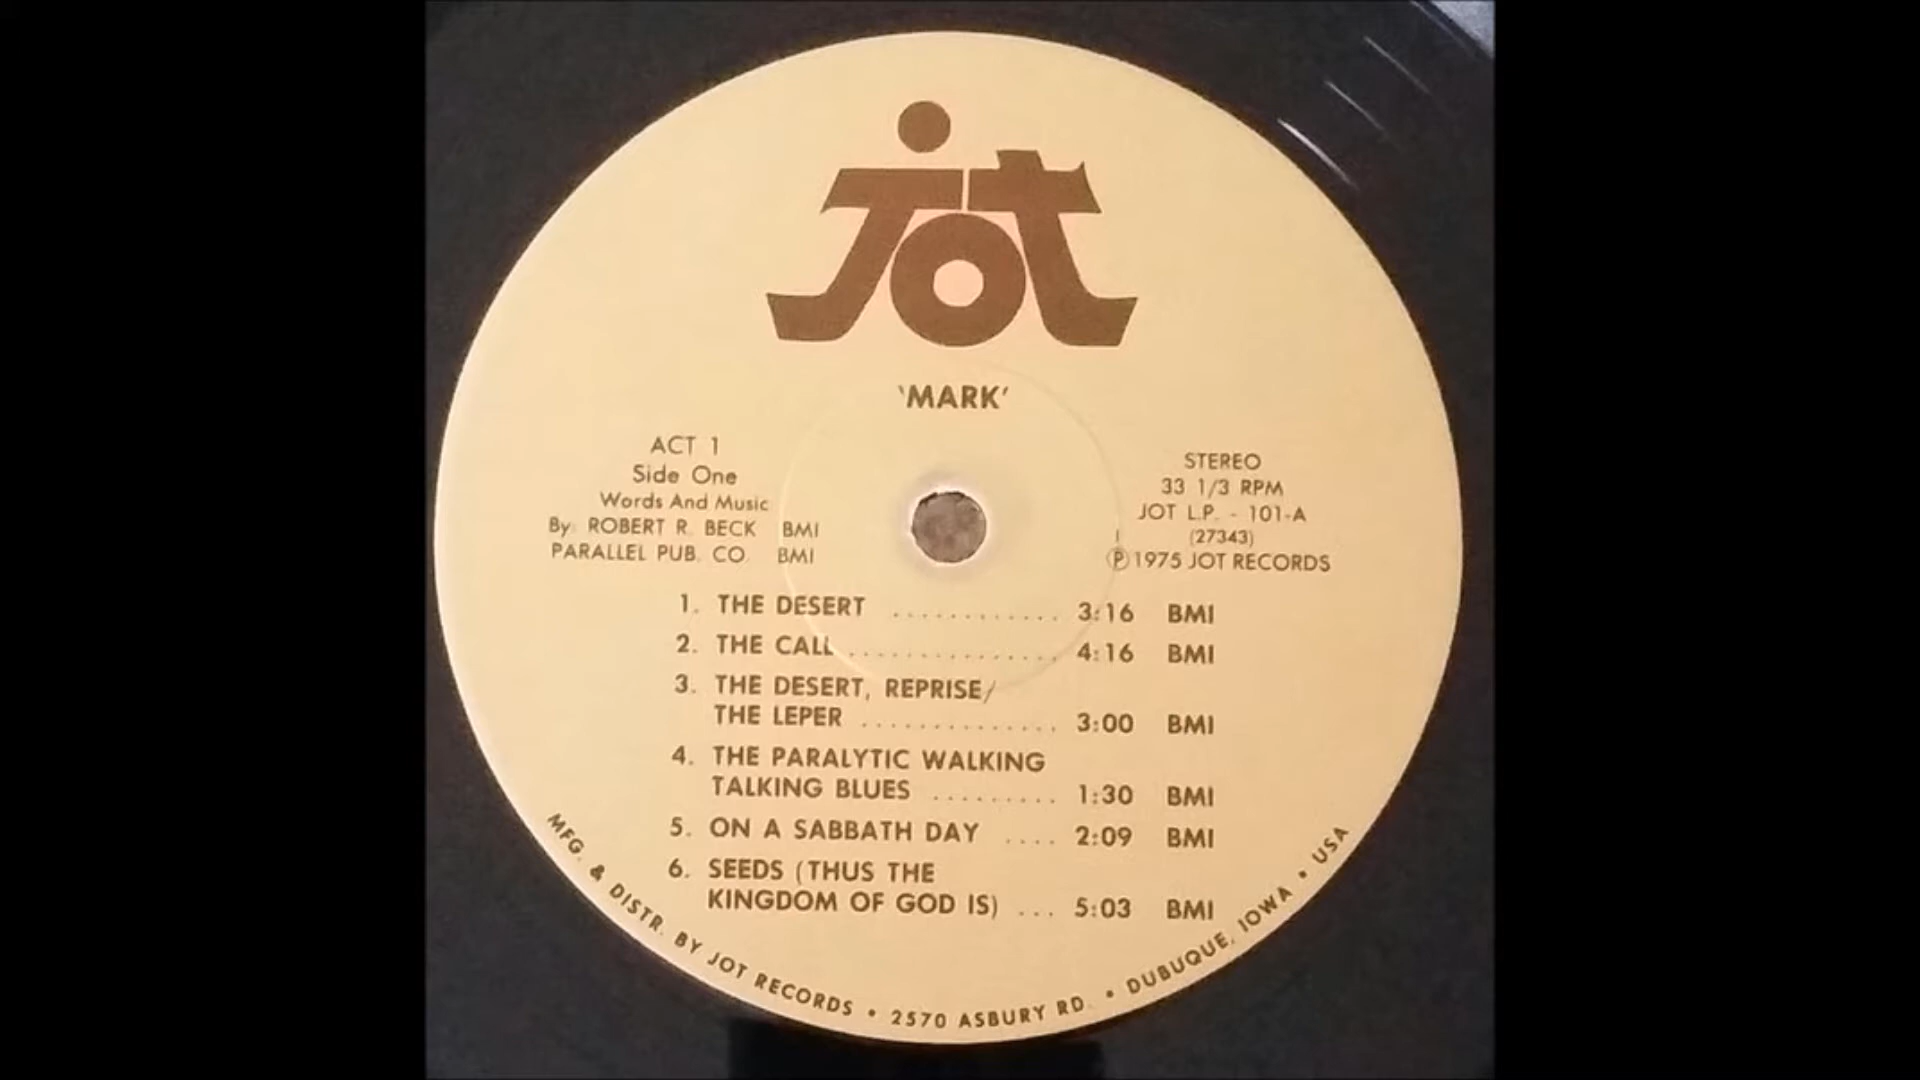 jot
'MARK'
ACT 1
Side One
Words And Music
By: ROBERT R. BECK BMI
PARALLEL PUB. CO. BMI
STEREO
33 1/3 RPM
JOT L.P. - 101-A
(27343)
℗ 1975 JOT RECORDS
1. THE DESERT ............ 3:16 BMI
2. THE CALL ............... 4:16 BMI
3. THE DESERT, REPRISE/
THE LEPER .............. 3:00 BMI
4. THE PARALYTIC WALKING
TALKING BLUES ......... 1:30 BMI
5. ON A SABBATH DAY .... 2:09 BMI
6. SEEDS (THUS THE
KINGDOM OF GOD IS) ... 5:03 BMI
MFG. & DISTR. BY JOT RECORDS • 2570 ASBURY RD. • DUBUQUE, IOWA • USA